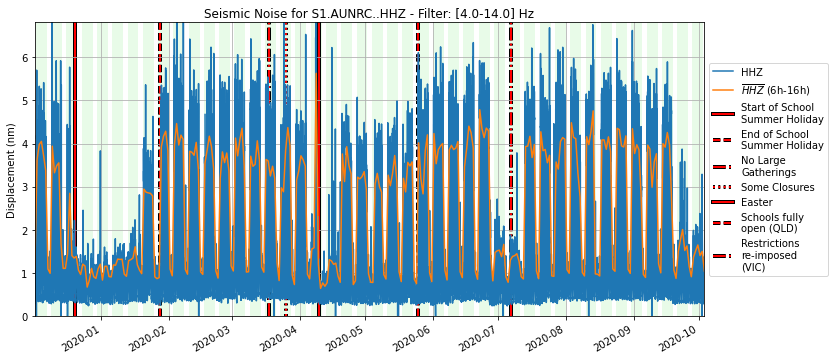 Seismic Noise for S1.AUNRC..HHZ - Filter: [4.0-14.0] Hz
Displacement (nm)
6
5
4
3
2
1
0
2020-01
2020-02
2020-03
2020-04
2020-05
2020-06
2020-07
2020-08
2020-09
2020-10
HHZ
HHZ (6h-16h)
Start of School
Summer Holiday
End of School
Summer Holiday
No Large
Gatherings
Some Closures
Easter
Schools fully
open (QLD)
Restrictions
re-imposed
(VIC)